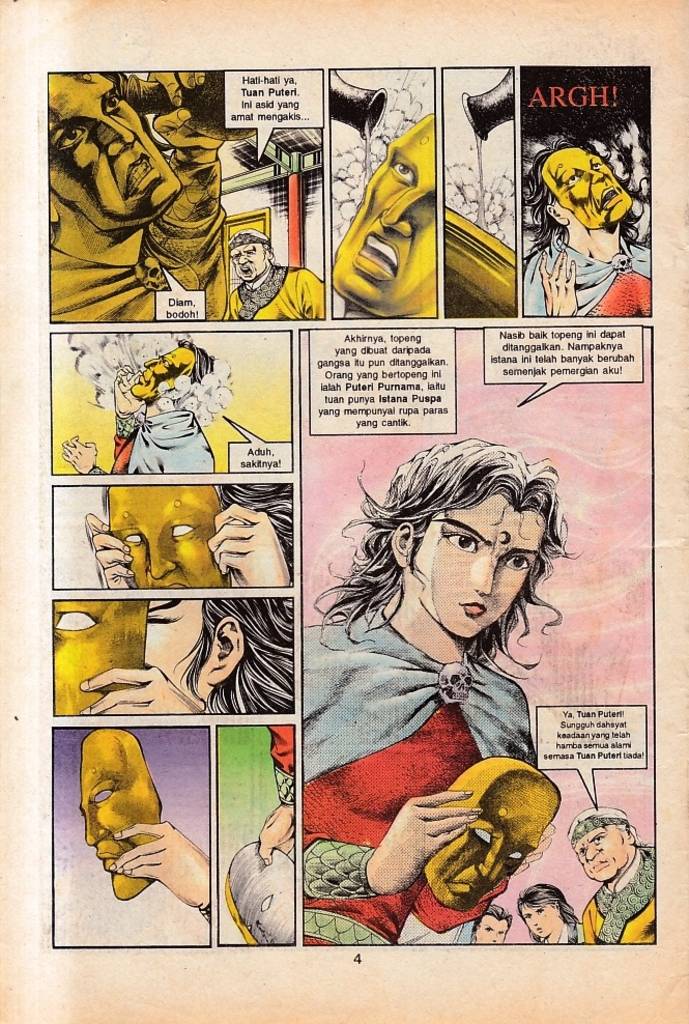 Hati-hati ya,
Tuan Puteri.
Ini asid yang
amat mengakis...
Diam,
bodoh!
ARGH!
Aduh,
sakitnya!
Akhirnya, topeng
yang dibuat daripada
gangsa itu pun ditanggalkan.
Orang yang bertopeng ini
ialah Puteri Purnama, iaitu
tuan punya Istana Puspa
yang mempunyai rupa paras
yang cantik.
Nasib baik topeng ini dapat
ditanggalkan. Nampaknya
istana ini telah banyak berubah
semenjak pemergian aku!
Ya, Tuan Puteri!
Sungguh dahsyat
keadaan yang telah
hamba semua alami
semasa Tuan Puteri tiada!
4